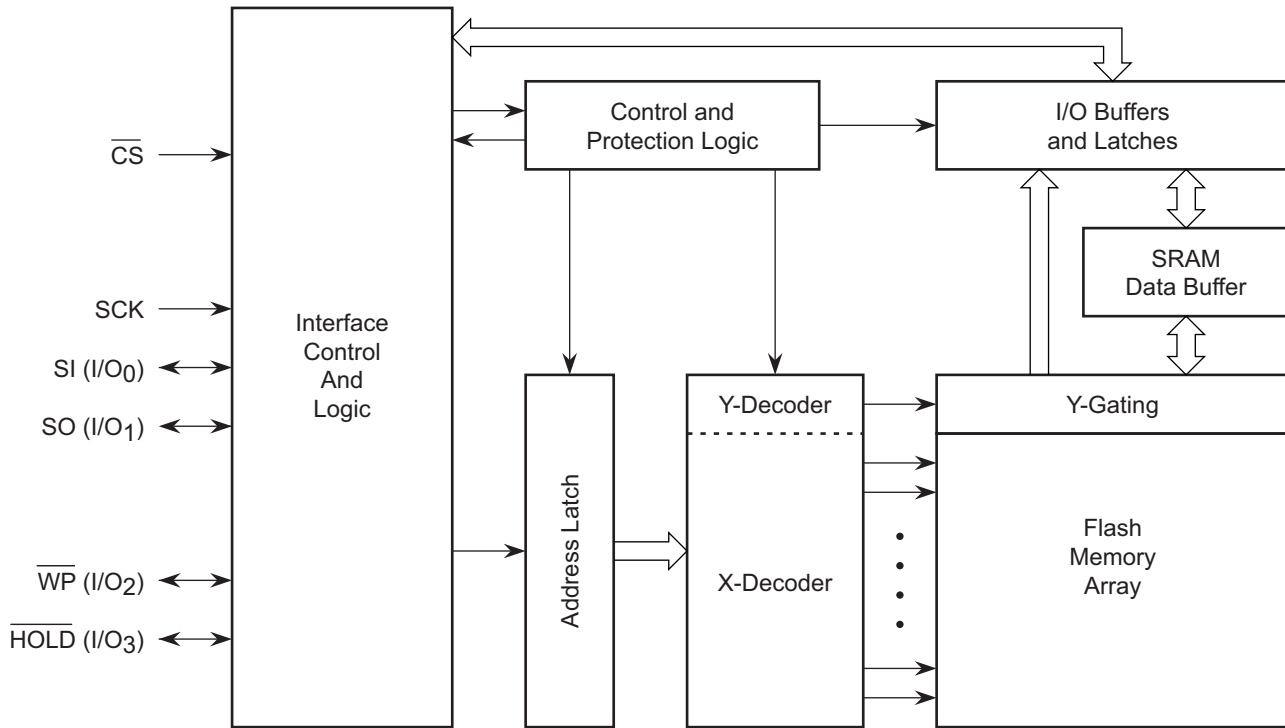 CS
SCK
SI (I/O0)
SO (I/O1)
WP (I/O2)
HOLD (I/O3)
Interface
Control
And
Logic
Control and
Protection Logic
I/O Buffers
and Latches
SRAM
Data Buffer
Address Latch
Y-Decoder
X-Decoder
Y-Gating
Flash
Memory
Array